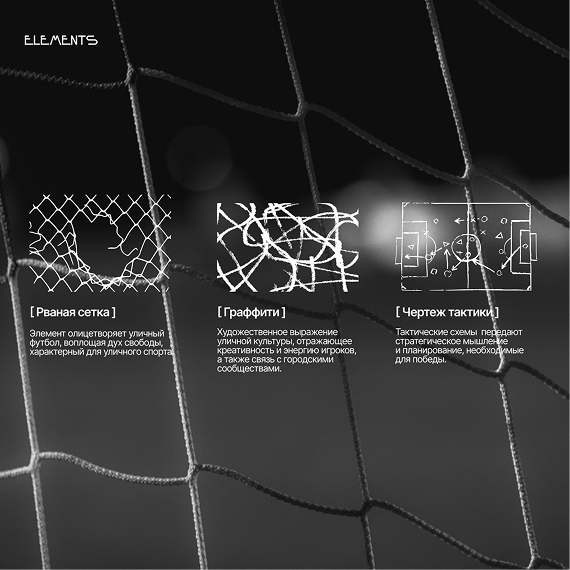 ELEMENTS
[ Рваная сетка ]
Элемент олицетворяет уличный
футбол, воплощая дух свободы,
характерный для уличного спорта.
[ Граффити ]
Художественное выражение
уличной культуры, отражающее
креативность и энергию игроков,
а также связь с городскими
сообществами.
[ Чертеж тактики ]
Тактические схемы передают
стратегическое мышление
и планирование, необходимые
для победы.